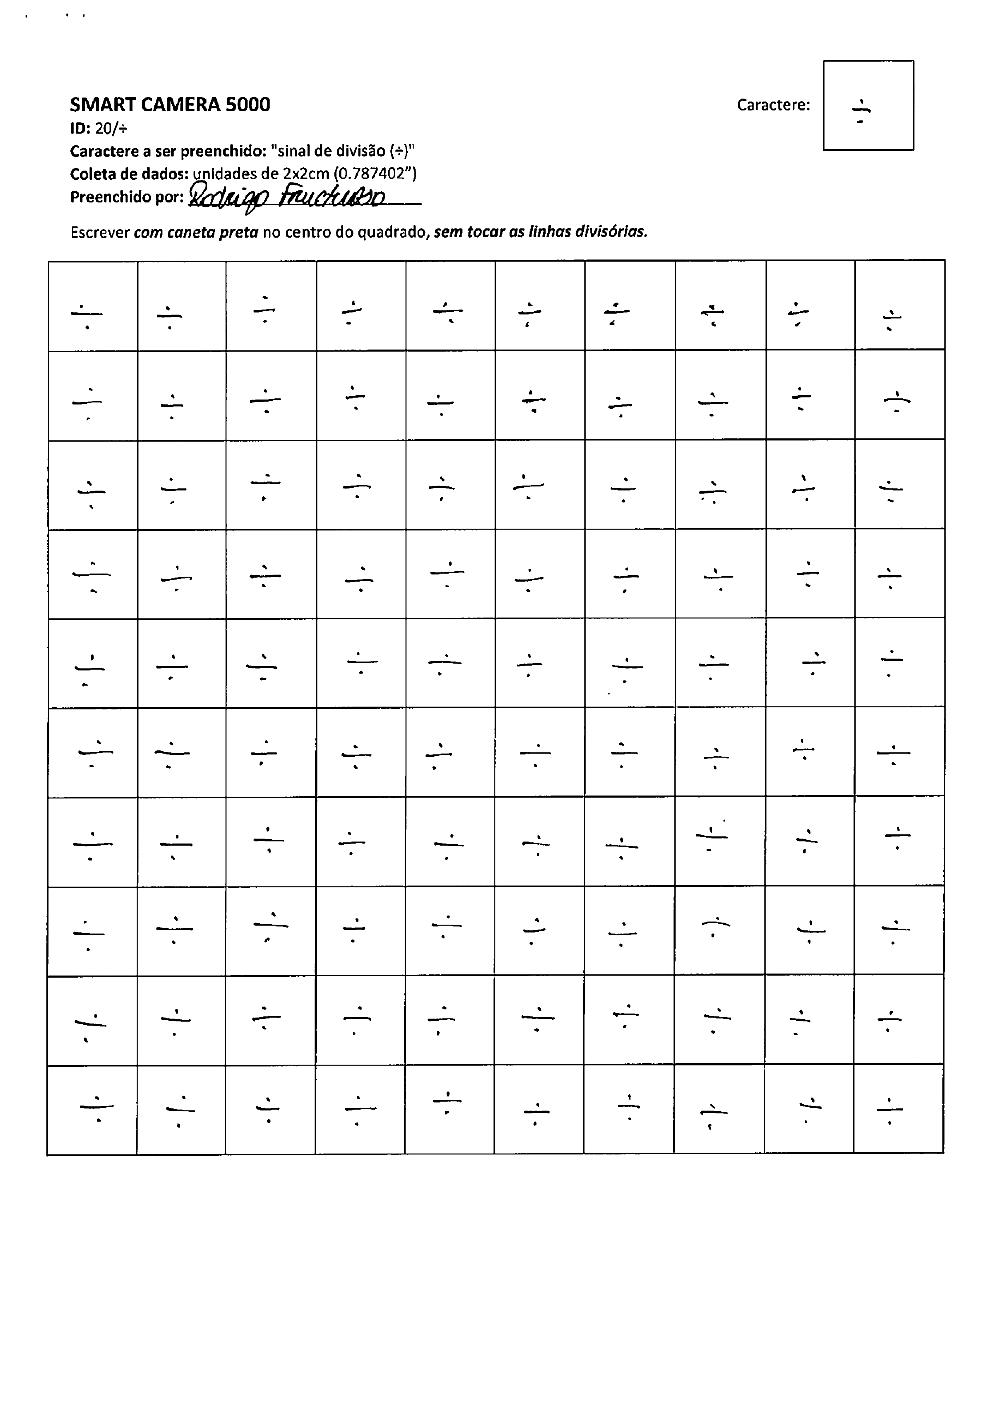 SMART CAMERA 5000
Caractere: ÷
ID: 20/÷
Caractere a ser preenchido: "sinal de divisão (÷)"
Coleta de dados: unidades de 2x2cm (0.787402")
Preenchido por: Rodrigo
Escrever com caneta preta no centro do quadrado, sem tocar as linhas divisórias.
÷ ÷ ÷ ÷ ÷ ÷ ÷ ÷ ÷ ÷
÷ ÷ ÷ ÷ ÷ ÷ ÷ ÷ ÷ ÷
÷ ÷ ÷ ÷ ÷ ÷ ÷ ÷ ÷ ÷
÷ ÷ ÷ ÷ ÷ ÷ ÷ ÷ ÷ ÷
÷ ÷ ÷ ÷ ÷ ÷ ÷ ÷ ÷ ÷
÷ ÷ ÷ ÷ ÷ ÷ ÷ ÷ ÷ ÷
÷ ÷ ÷ ÷ ÷ ÷ ÷ ÷ ÷ ÷
÷ ÷ ÷ ÷ ÷ ÷ ÷ ÷ ÷ ÷
÷ ÷ ÷ ÷ ÷ ÷ ÷ ÷ ÷ ÷
÷ ÷ ÷ ÷ ÷ ÷ ÷ ÷ ÷ ÷